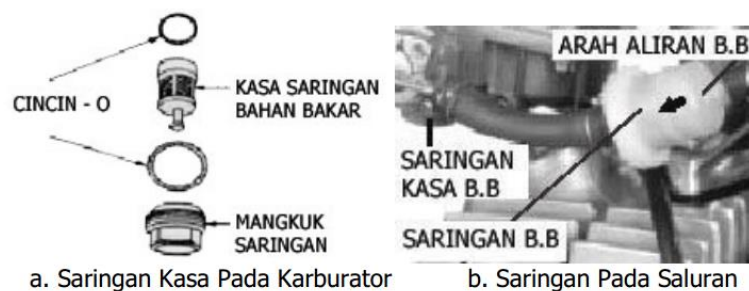 CINCIN - O
KASA SARINGAN
BAHAN BAKAR
MANGKUK
SARINGAN
a. Saringan Kasa Pada Karburator
ARAH ALIRAN B.B
SARINGAN
KASA B.B
SARINGAN B.B
b. Saringan Pada Saluran